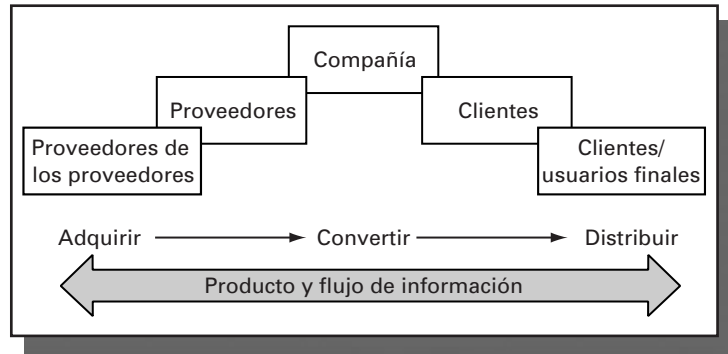 Compañía
Proveedores
Clientes
Proveedores de
los proveedores
Clientes/
usuarios finales
Adquirir
Convertir
Distribuir
Producto y flujo de información